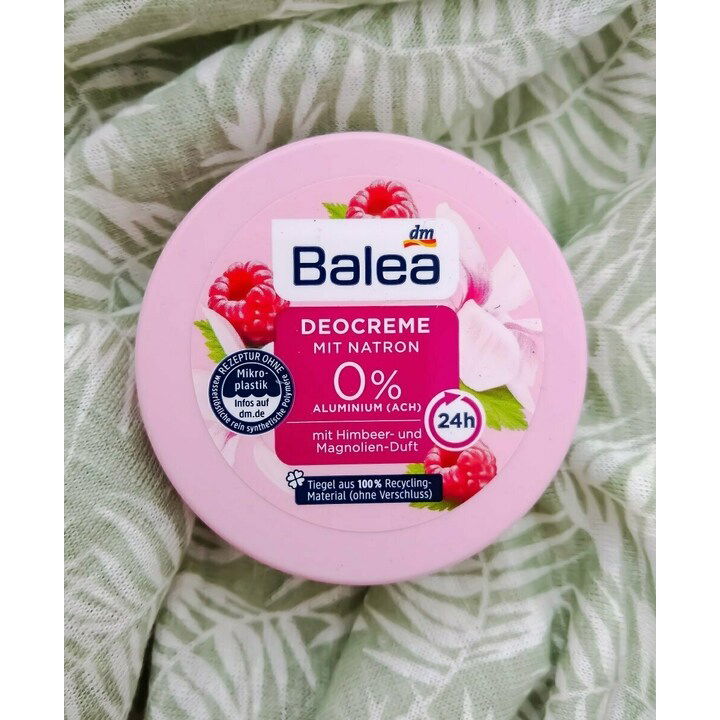 dm
Balea
DEOCREME
MIT NATRON
0%
ALUMINIUM (ACH)
24h
mit Himbeer- und
Magnolien-Duft
REZEPTUR OHNE
Mikro-
plastik
Infos auf
dm.de
wasserlösliche rein synthetische Polymere
Tiegel aus 100% Recycling-
Material (ohne Verschluss)